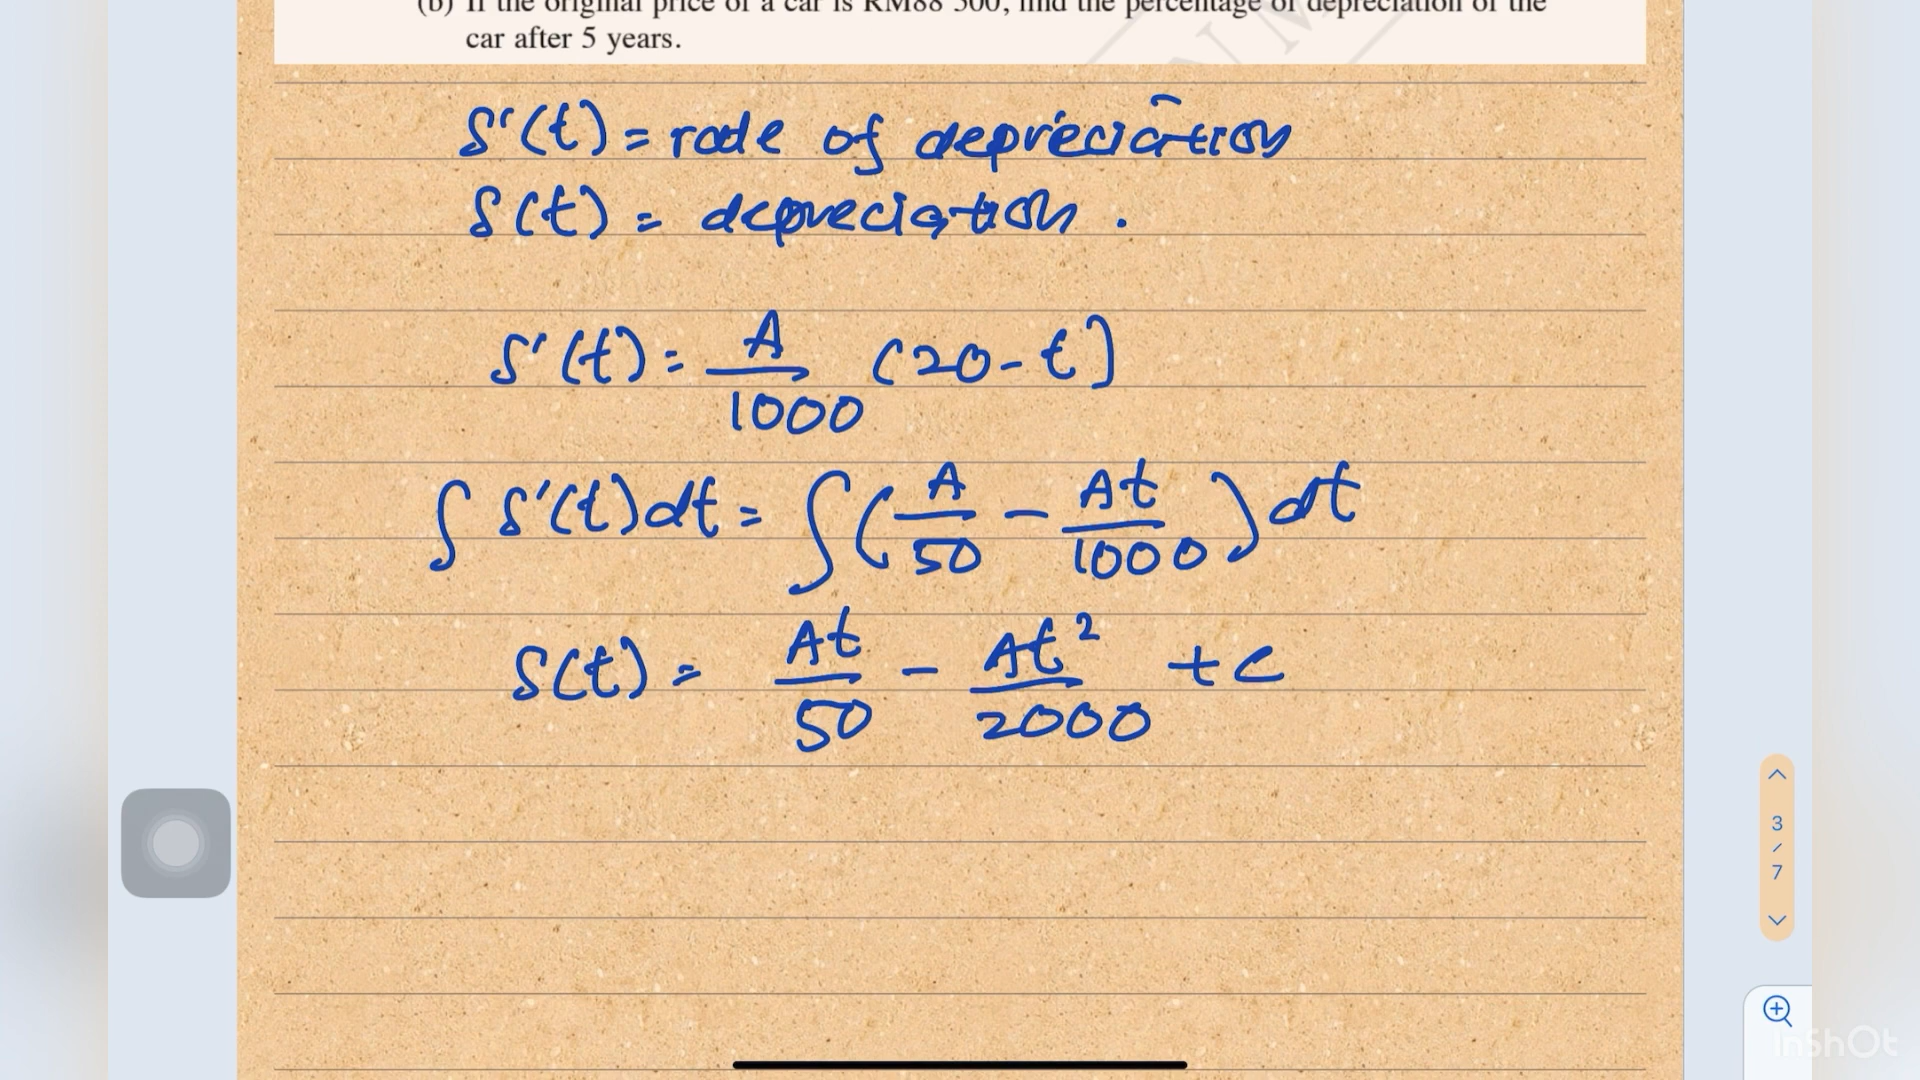 (b) If the original price of a car is RM88 500, find the percentage of depreciation of the
car after 5 years.
S'(t) = rate of depreciation
S(t) = depreciation.
S'(t) = A/1000 (20-t)
∫ S'(t)dt = ∫(A/50 - At/1000)dt
S(t) = At/50 - At²/2000 + c
3
/
7
InShOt